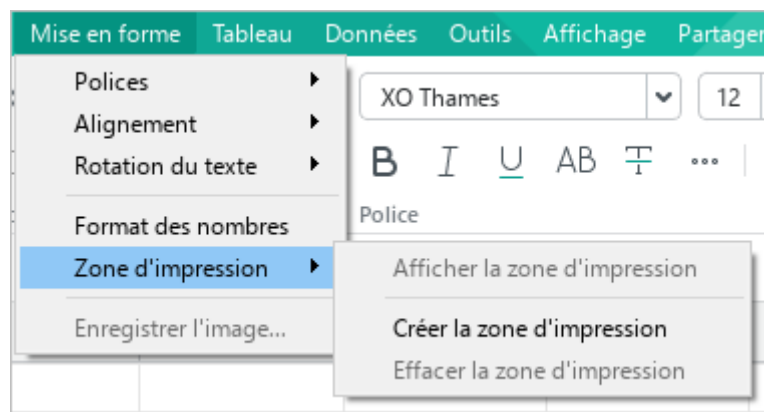 Mise en forme Tableau Données Outils Affichage Partager
Polices
Alignement
Rotation du texte
Format des nombres
Zone d'impression
Enregistrer l'image...
XO Thames 12
B I U AB T
Police
Afficher la zone d'impression
Créer la zone d'impression
Effacer la zone d'impression